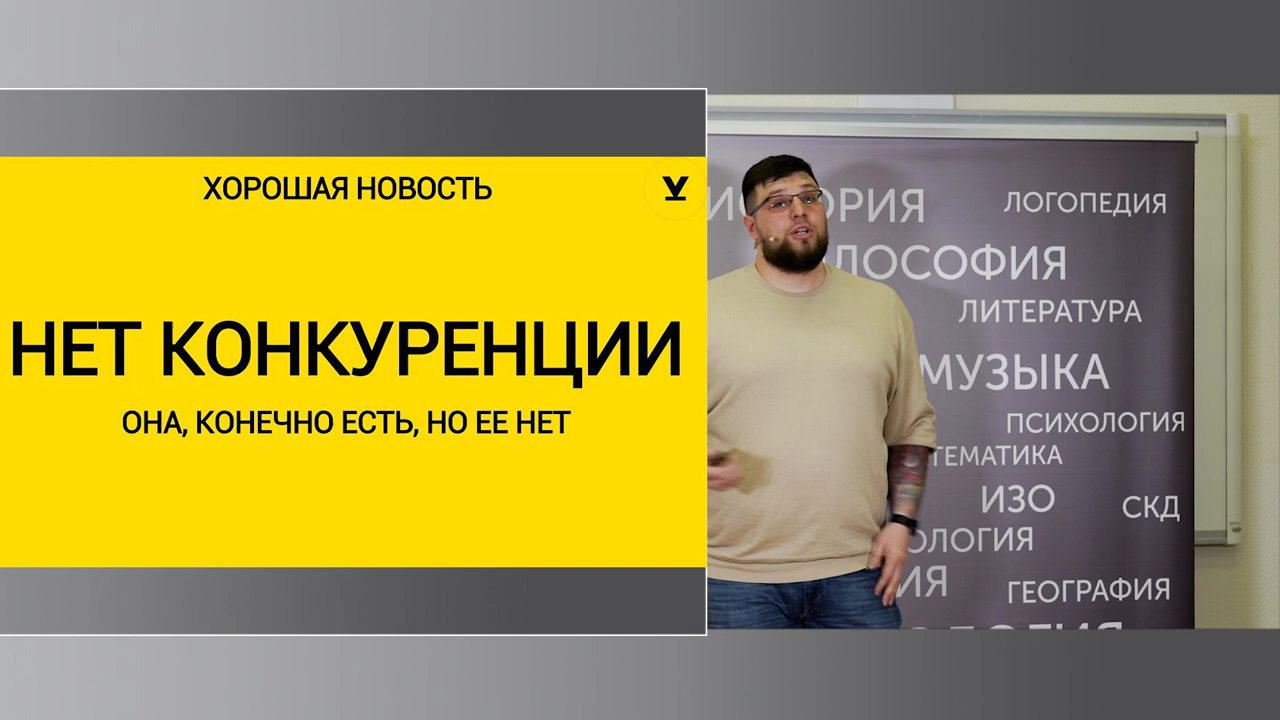 ХОРОШАЯ НОВОСТЬ
НЕТ КОНКУРЕНЦИИ
ОНА, КОНЕЧНО ЕСТЬ, НО ЕЕ НЕТ
ЛОГОПЕДИЯ
ЛИТЕРАТУРА
МУЗЫКА
ПСИХОЛОГИЯ
ИЗО
СКД
ГЕОГРАФИЯ